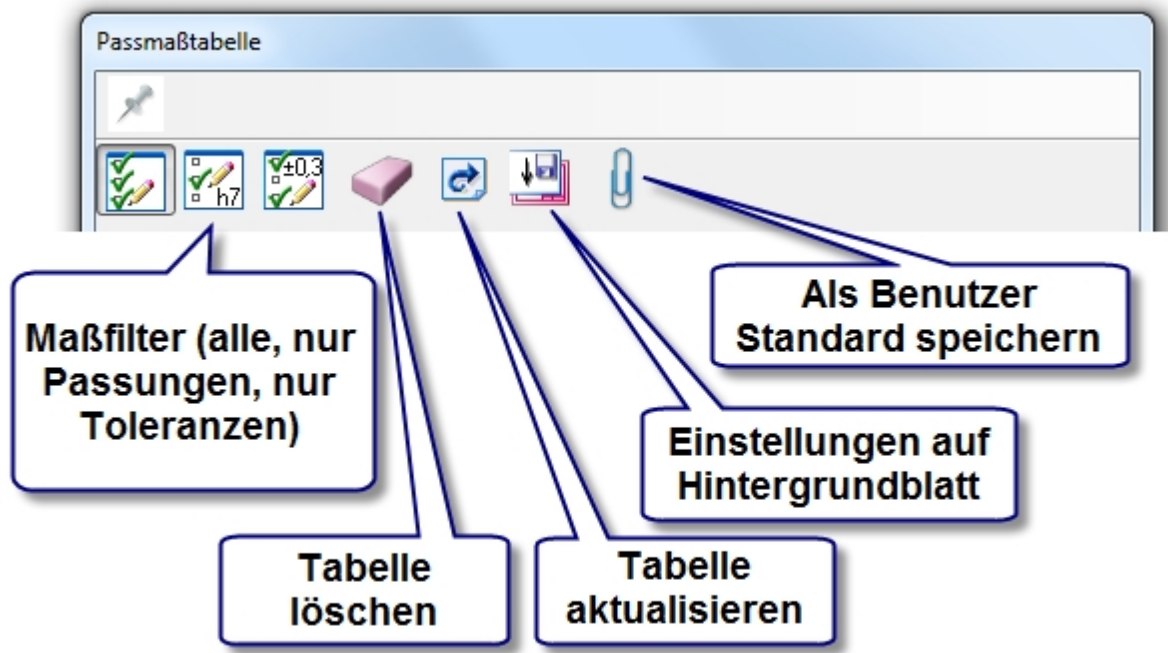 Passmaßtabelle
h7
±0,3
Als Benutzer
Standard speichern
Maßfilter (alle, nur
Passungen, nur
Toleranzen)
Einstellungen auf
Hintergrundblatt
Tabelle
löschen
Tabelle
aktualisieren